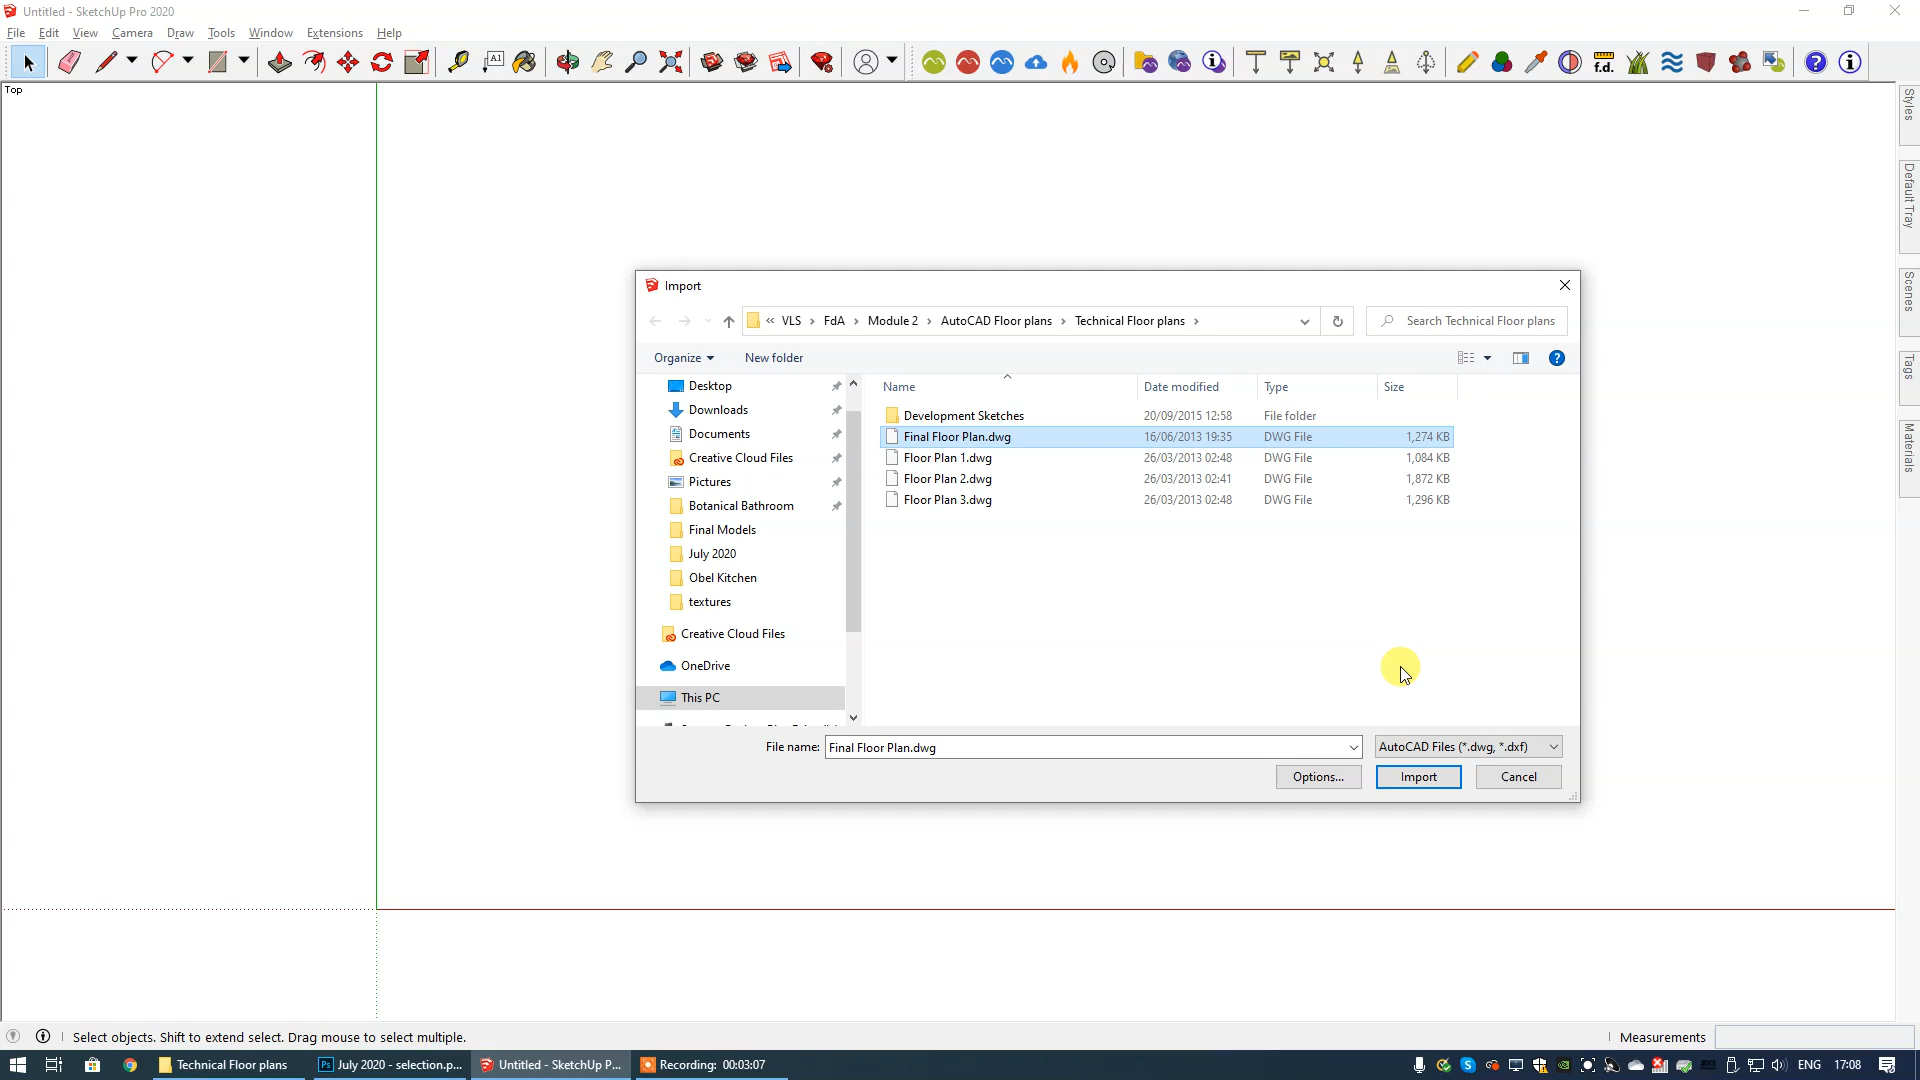 Untitled - SketchUp Pro 2020
File Edit View Camera Draw Tools Window Extensions Help
A1
f.d.
Top
Styles
Default Tray
Scenes
Tags
Materials
Import
« VLS › FdA › Module 2 › AutoCAD Floor plans › Technical Floor plans ›
Search Technical Floor plans
Organize New folder
Name Date modified Type Size
Desktop
Downloads
Documents
Creative Cloud Files
Pictures
Botanical Bathroom
Final Models
July 2020
Obel Kitchen
textures
Creative Cloud Files
OneDrive
This PC
Development Sketches 20/09/2015 12:58 File folder
Final Floor Plan.dwg 16/06/2013 19:35 DWG File 1,274 KB
Floor Plan 1.dwg 26/03/2013 02:48 DWG File 1,084 KB
Floor Plan 2.dwg 26/03/2013 02:41 DWG File 1,872 KB
Floor Plan 3.dwg 26/03/2013 02:48 DWG File 1,296 KB
File name: Final Floor Plan.dwg AutoCAD Files (*.dwg, *.dxf)
Options... Import Cancel
Select objects. Shift to extend select. Drag mouse to select multiple.
Measurements
Technical Floor plans
Ps July 2020 - selection.p...
Untitled - SketchUp P...
Recording: 00:03:07
ENG 17:08